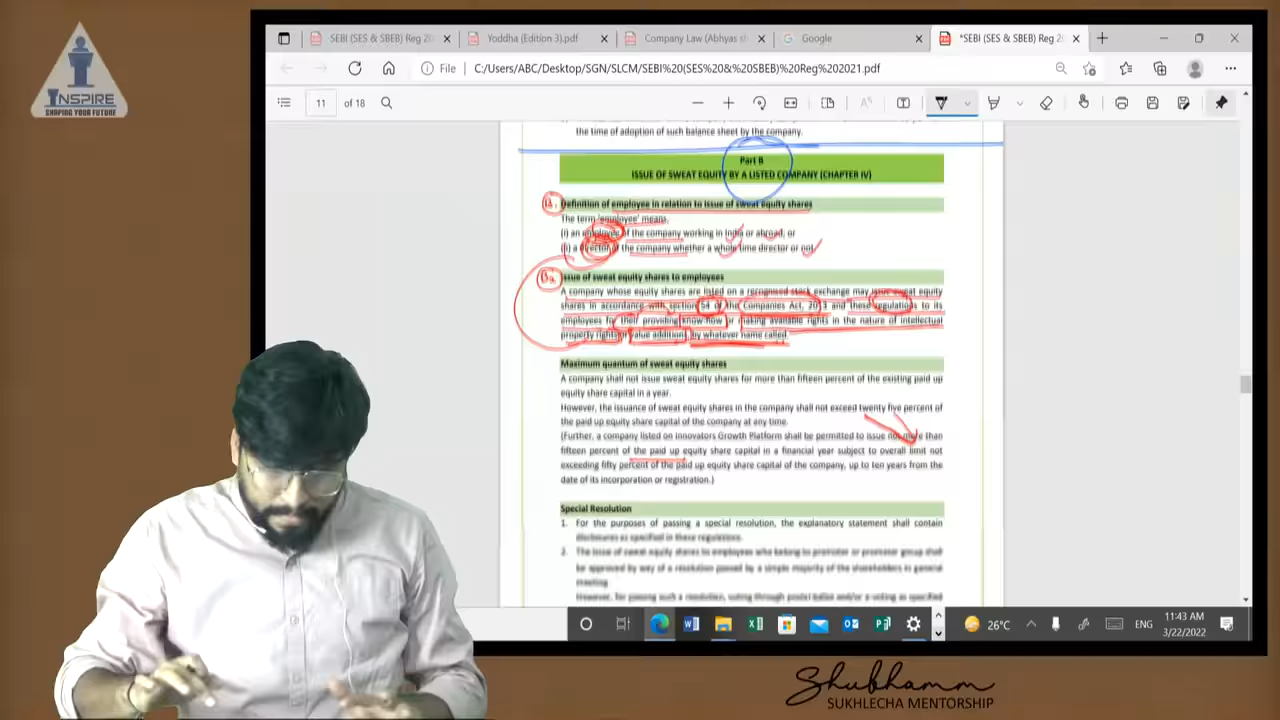 INSPIRE
SHAPING YOUR FUTURE
SEBI (SES & SBEB) Reg 20
Yoddha (Edition 3).pdf
Company Law (Abhyas sh
Google
*SEBI (SES & SBEB) Reg 2021
File
C:/Users/ABC/Desktop/SGN/SLCM/SEBI%20(SES%20&%20SBEB)%20Reg%202021.pdf
11 of 18
the time of adoption of such balance sheet by the company.
Part B
ISSUE OF SWEAT EQUITY BY A LISTED COMPANY (CHAPTER IV)
Definition of employee in relation to issue of sweat equity shares
The term 'employee' means,
(i) an employee of the company working in India or abroad; or
(ii) a director of the company whether a whole time director or not
Issue of sweat equity shares to employees
A company whose equity shares are listed on a recognised stock exchange may issue sweat equity
shares in accordance with section 54 of the Companies Act, 2013 and these regulations to its
employees for their providing know-how or making available rights in the nature of intellectual
property rights or value addition, by whatever name called.
Maximum quantum of sweat equity shares
A company shall not issue sweat equity shares for more than fifteen percent of the existing paid up
equity share capital in a year.
However, the issuance of sweat equity shares in the company shall not exceed twenty five percent of
the paid up equity share capital of the company at any time.
(Further, a company listed on Innovators Growth Platform shall be permitted to issue not more than
fifteen percent of the paid up equity share capital in a financial year subject to overall limit not
exceeding fifty percent of the paid up equity share capital of the company, up to ten years from the
date of its incorporation or registration.)
Special Resolution
1. For the purposes of passing a special resolution, the explanatory statement shall contain
disclosures as specified in these regulations.
2. The issue of sweat equity shares to employees who belong to promoter or promoter group shall
be approved by way of a resolution passed by a simple majority of the shareholders in general
meeting
However, for passing such a resolution, voting through postal ballot and/or e-voting as specified
26°C
ENG
11:43 AM
3/22/2022
Shubhamm
SUKHLECHA MENTORSHIP